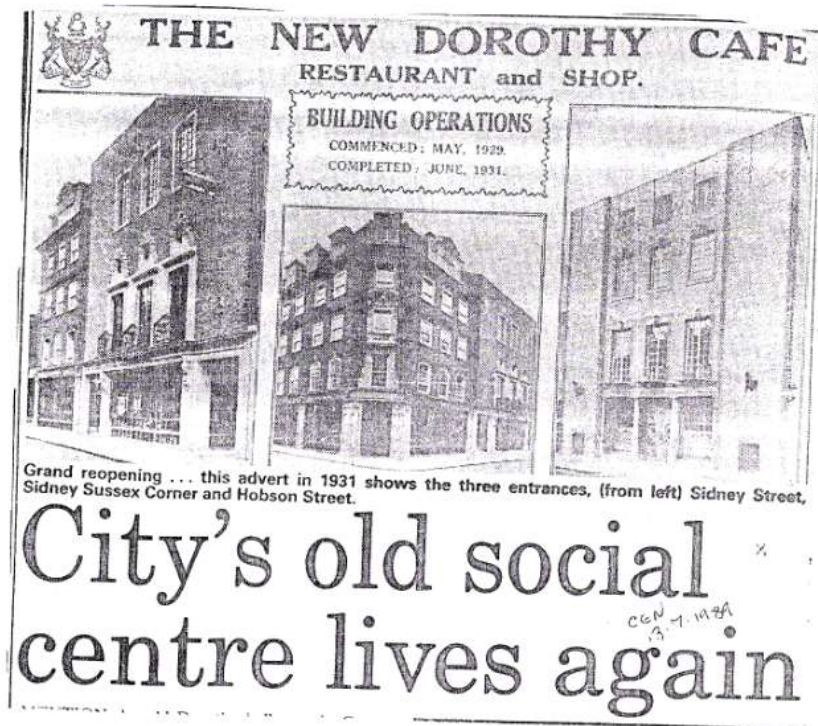 THE NEW DOROTHY CAFE
RESTAURANT and SHOP.
BUILDING OPERATIONS
COMMENCED: MAY, 1929.
COMPLETED: JUNE, 1931.
Grand reopening ... this advert in 1931 shows the three entrances, (from left) Sidney Street,
Sidney Sussex Corner and Hobson Street.
City's old social
centre lives again
CEN
13.7.1989